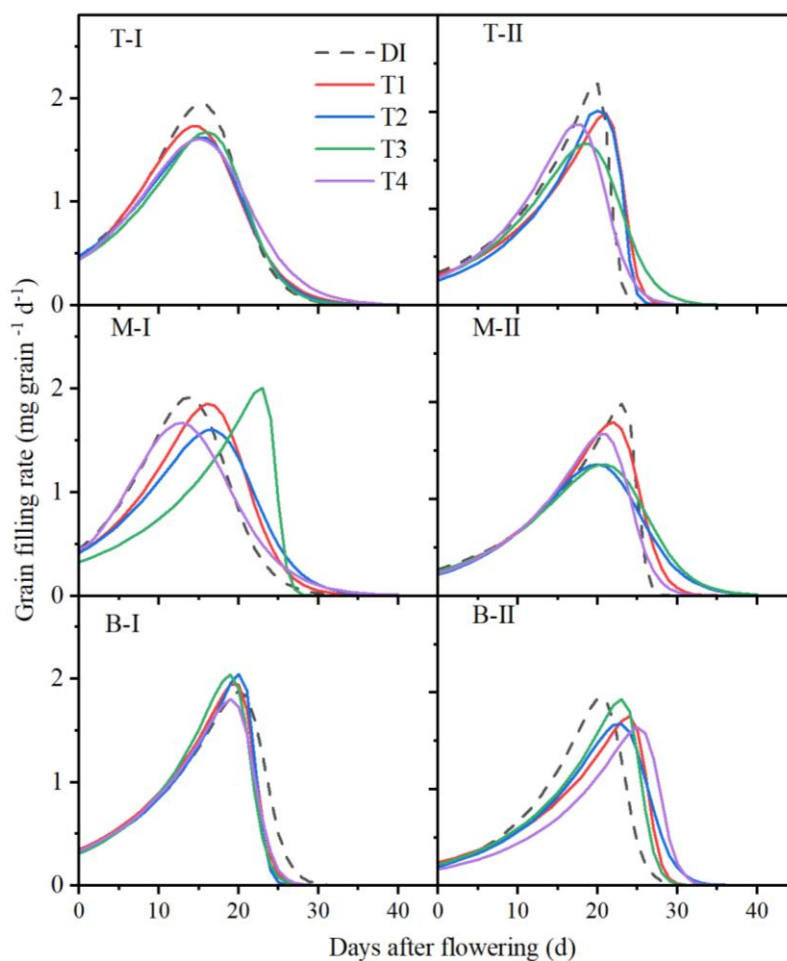 T-I
T-II
DI
T1
T2
T3
T4
2
1
0
M-I
M-II
2
1
0
B-I
B-II
2
1
0
0 10 20 30 0 10 20 30 40
Grain filling rate (mg grain ⁻¹ d⁻¹)
Days after flowering (d)